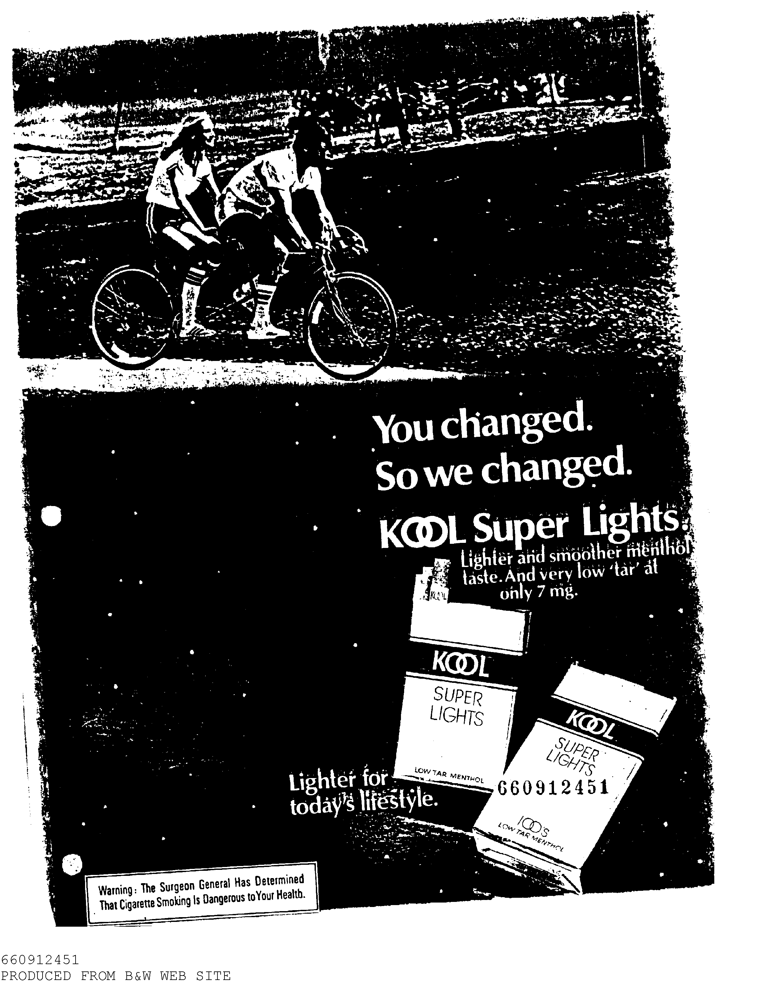 You changed.
So we changed.
KOOL Super Lights.
Lighter and smoother menthol
taste. And very low 'tar' at
only 7 mg.
KOOL
KOOL
SUPER
LIGHTS
LOW TAR MENTHOL
KOOL
SUPER
LIGHTS
660912451
100's
LOW TAR MENTHOL
Lighter for
today's lifestyle.
Warning: The Surgeon General Has Determined
That Cigarette Smoking Is Dangerous to Your Health.
660912451
PRODUCED FROM B&W WEB SITE